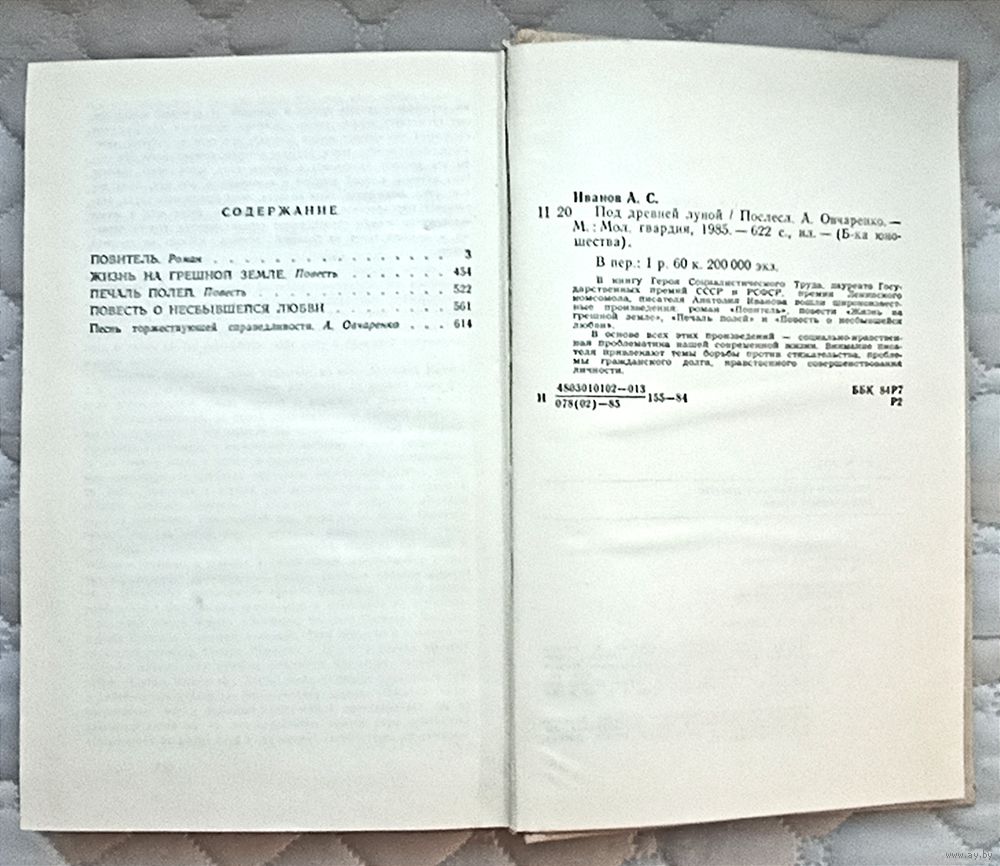 СОДЕРЖАНИЕ
ПОВИТЕЛЬ. Роман . . . . . . . . . . . . . . . . 3
ЖИЗНЬ НА ГРЕШНОЙ ЗЕМЛЕ. Повесть . . . . . . . 454
ПЕЧАЛЬ ПОЛЕЙ. Повесть . . . . . . . . . . . . . 522
ПОВЕСТЬ О НЕСБЫВШЕЙСЯ ЛЮБВИ . . . . . . . . 561
Песнь торжествующей справедливости. А. Овчаренко . . . . 614
Иванов А. С.
И 20 Под древней луной / Послесл. А. Овчаренко. —
М.: Мол. гвардия, 1985. — 622 с., ил. — (Б-ка юно-
шества).
В пер.: 1 р. 60 к. 200 000 экз.
В книгу Героя Социалистического Труда, лауреата Госу-
дарственных премий СССР и РСФСР, премии Ленинского
комсомола, писателя Анатолия Иванова вошли широкоизвест-
ные произведения: роман «Повитель», повести «Жизнь на
грешной земле», «Печаль полей» и «Повесть о несбывшейся
любви».
В основе всех этих произведений — социально-нравствен-
ная проблематика нашей современной жизни. Внимание писа-
теля привлекают темы борьбы против стяжательства, пробле-
мы гражданского долга, нравственного совершенствования
личности.
И 4803010102—013 / 078(02)—85 155—84
ББК 84Р7
Р2
www.ay.by